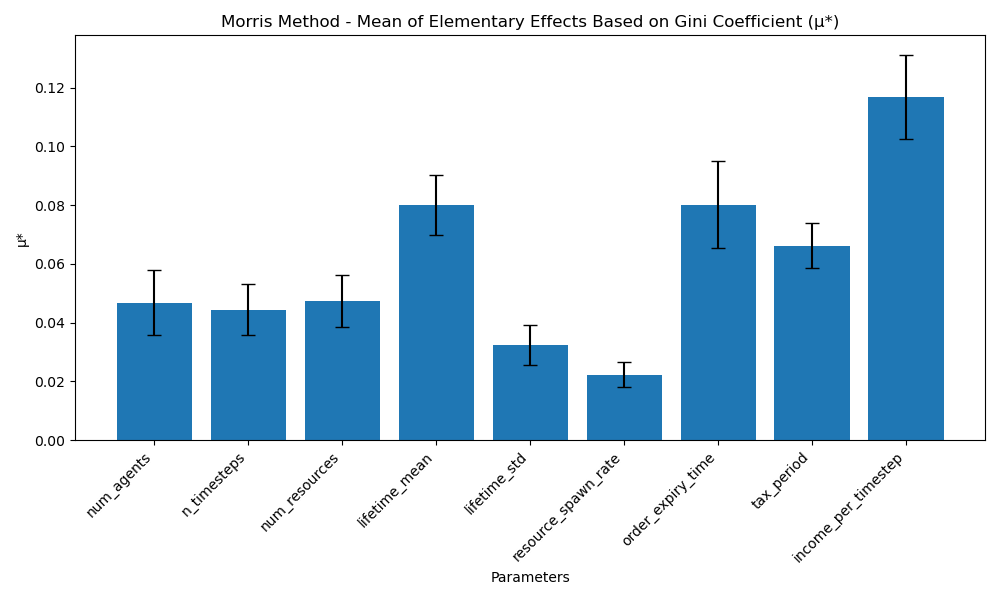 Morris Method - Mean of Elementary Effects Based on Gini Coefficient (μ*)
μ*
0.12
0.10
0.08
0.06
0.04
0.02
0.00
num_agents
n_timesteps
num_resources
lifetime_mean
lifetime_std
resource_spawn_rate
order_expiry_time
tax_period
income_per_timestep
Parameters